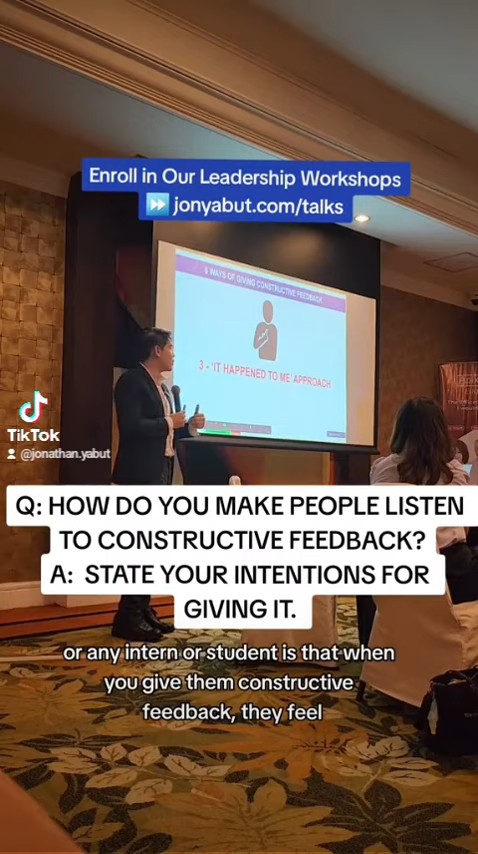 Enroll in Our Leadership Workshops
⏩ jonyabut.com/talks
5 WAYS OF GIVING CONSTRUCTIVE FEEDBACK
3 - 'IT HAPPENED TO ME' APPROACH
TikTok
@jonathan.yabut
Q: HOW DO YOU MAKE PEOPLE LISTEN
TO CONSTRUCTIVE FEEDBACK?
A: STATE YOUR INTENTIONS FOR
GIVING IT.
or any intern or student is that when
you give them constructive
feedback, they feel